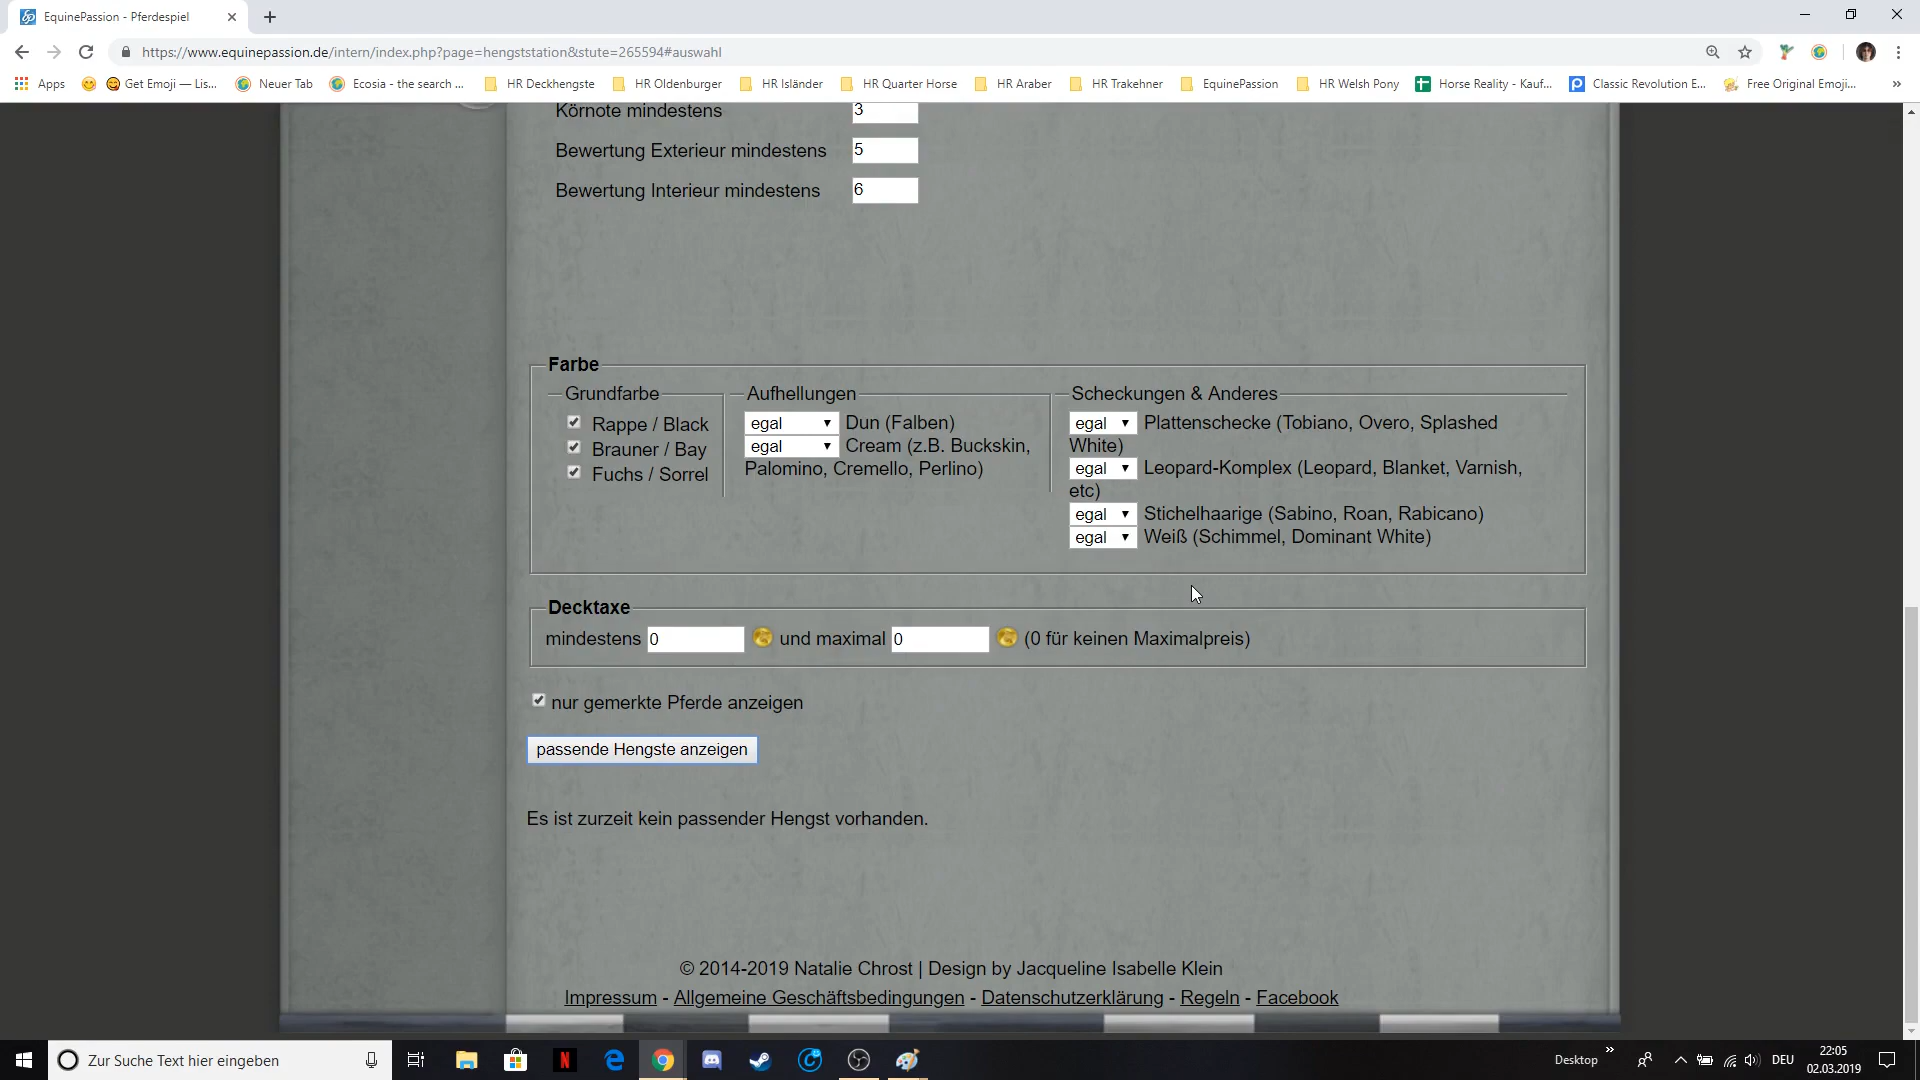 EquinePassion - Pferdespiel
https://www.equinepassion.de/intern/index.php?page=hengststation&stute=265594#auswahl
Apps
Get Emoji — Lis...
Neuer Tab
Ecosia - the search ...
HR Deckhengste
HR Oldenburger
HR Isländer
HR Quarter Horse
HR Araber
HR Trakehner
EquinePassion
HR Welsh Pony
Horse Reality - Kauf...
Classic Revolution E...
Free Original Emoji...
»
Körnote mindestens 3
Bewertung Exterieur mindestens 5
Bewertung Interieur mindestens 6
Farbe
Grundfarbe
Rappe / Black
Brauner / Bay
Fuchs / Sorrel
Aufhellungen
egal Dun (Falben)
egal Cream (z.B. Buckskin,
Palomino, Cremello, Perlino)
Scheckungen & Anderes
egal Plattenschecke (Tobiano, Overo, Splashed
White)
egal Leopard-Komplex (Leopard, Blanket, Varnish,
etc)
egal Stichelhaarige (Sabino, Roan, Rabicano)
egal Weiß (Schimmel, Dominant White)
Decktaxe
mindestens 0 und maximal 0 (0 für keinen Maximalpreis)
nur gemerkte Pferde anzeigen
passende Hengste anzeigen
Es ist zurzeit kein passender Hengst vorhanden.
© 2014-2019 Natalie Chrost | Design by Jacqueline Isabelle Klein
Impressum - Allgemeine Geschäftsbedingungen - Datenschutzerklärung - Regeln - Facebook
Zur Suche Text hier eingeben
Desktop
»
DEU
22:05
02.03.2019